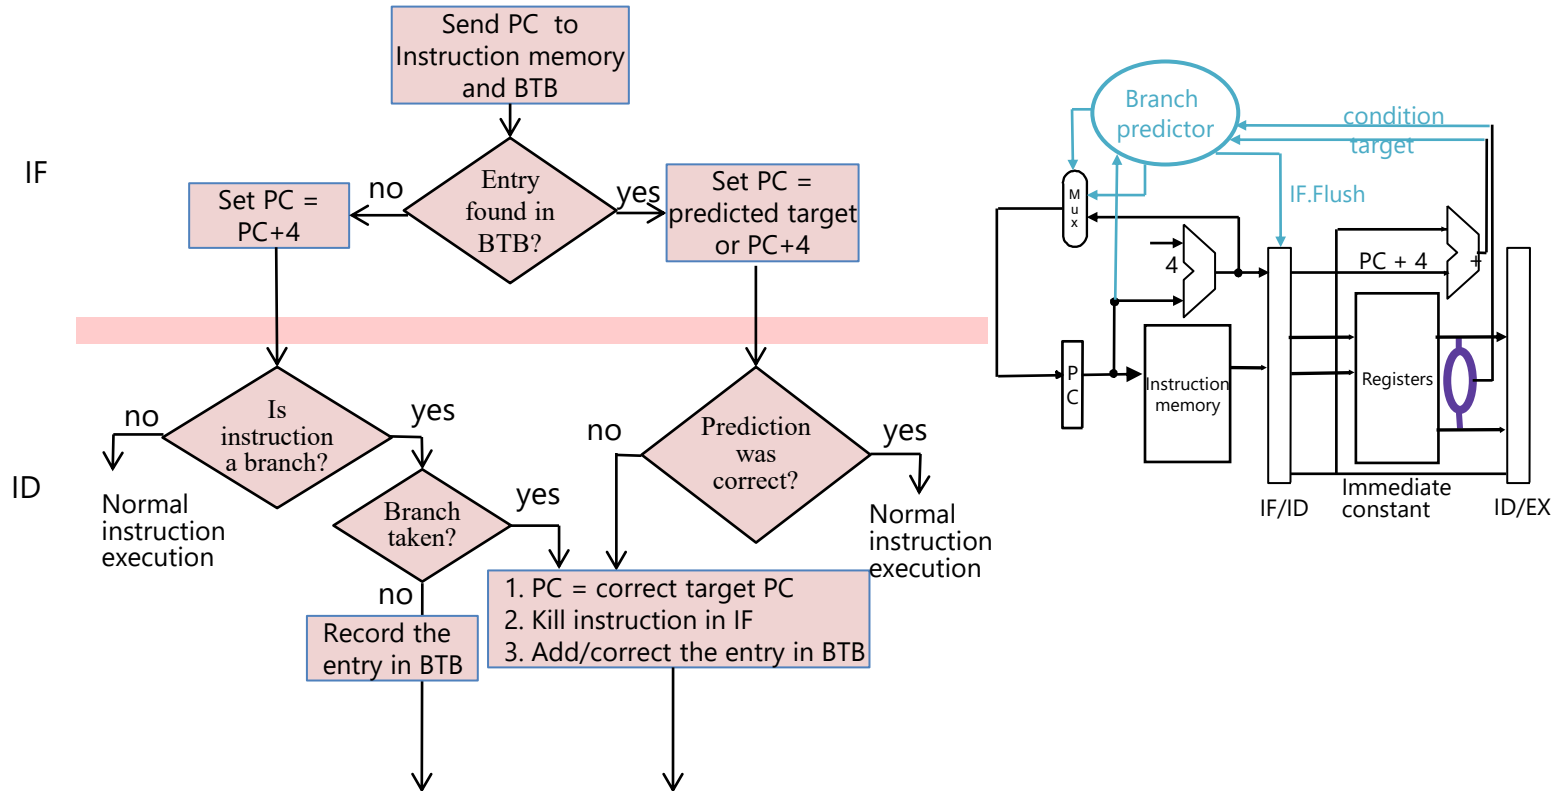 Send PC to
Instruction memory
and BTB
IF
no
Entry
found in
BTB?
yes
Set PC =
PC+4
Set PC =
predicted target
or PC+4
ID
no
Is
instruction
a branch?
yes
Normal
instruction
execution
Branch
taken?
yes
no
Record the
entry in BTB
no
Prediction
was
correct?
yes
Normal
instruction
execution
1. PC = correct target PC
2. Kill instruction in IF
3. Add/correct the entry in BTB
Branch
predictor
condition
target
IF.Flush
M
u
x
4
PC + 4
+
P
C
Instruction
memory
Registers
IF/ID
Immediate
constant
ID/EX